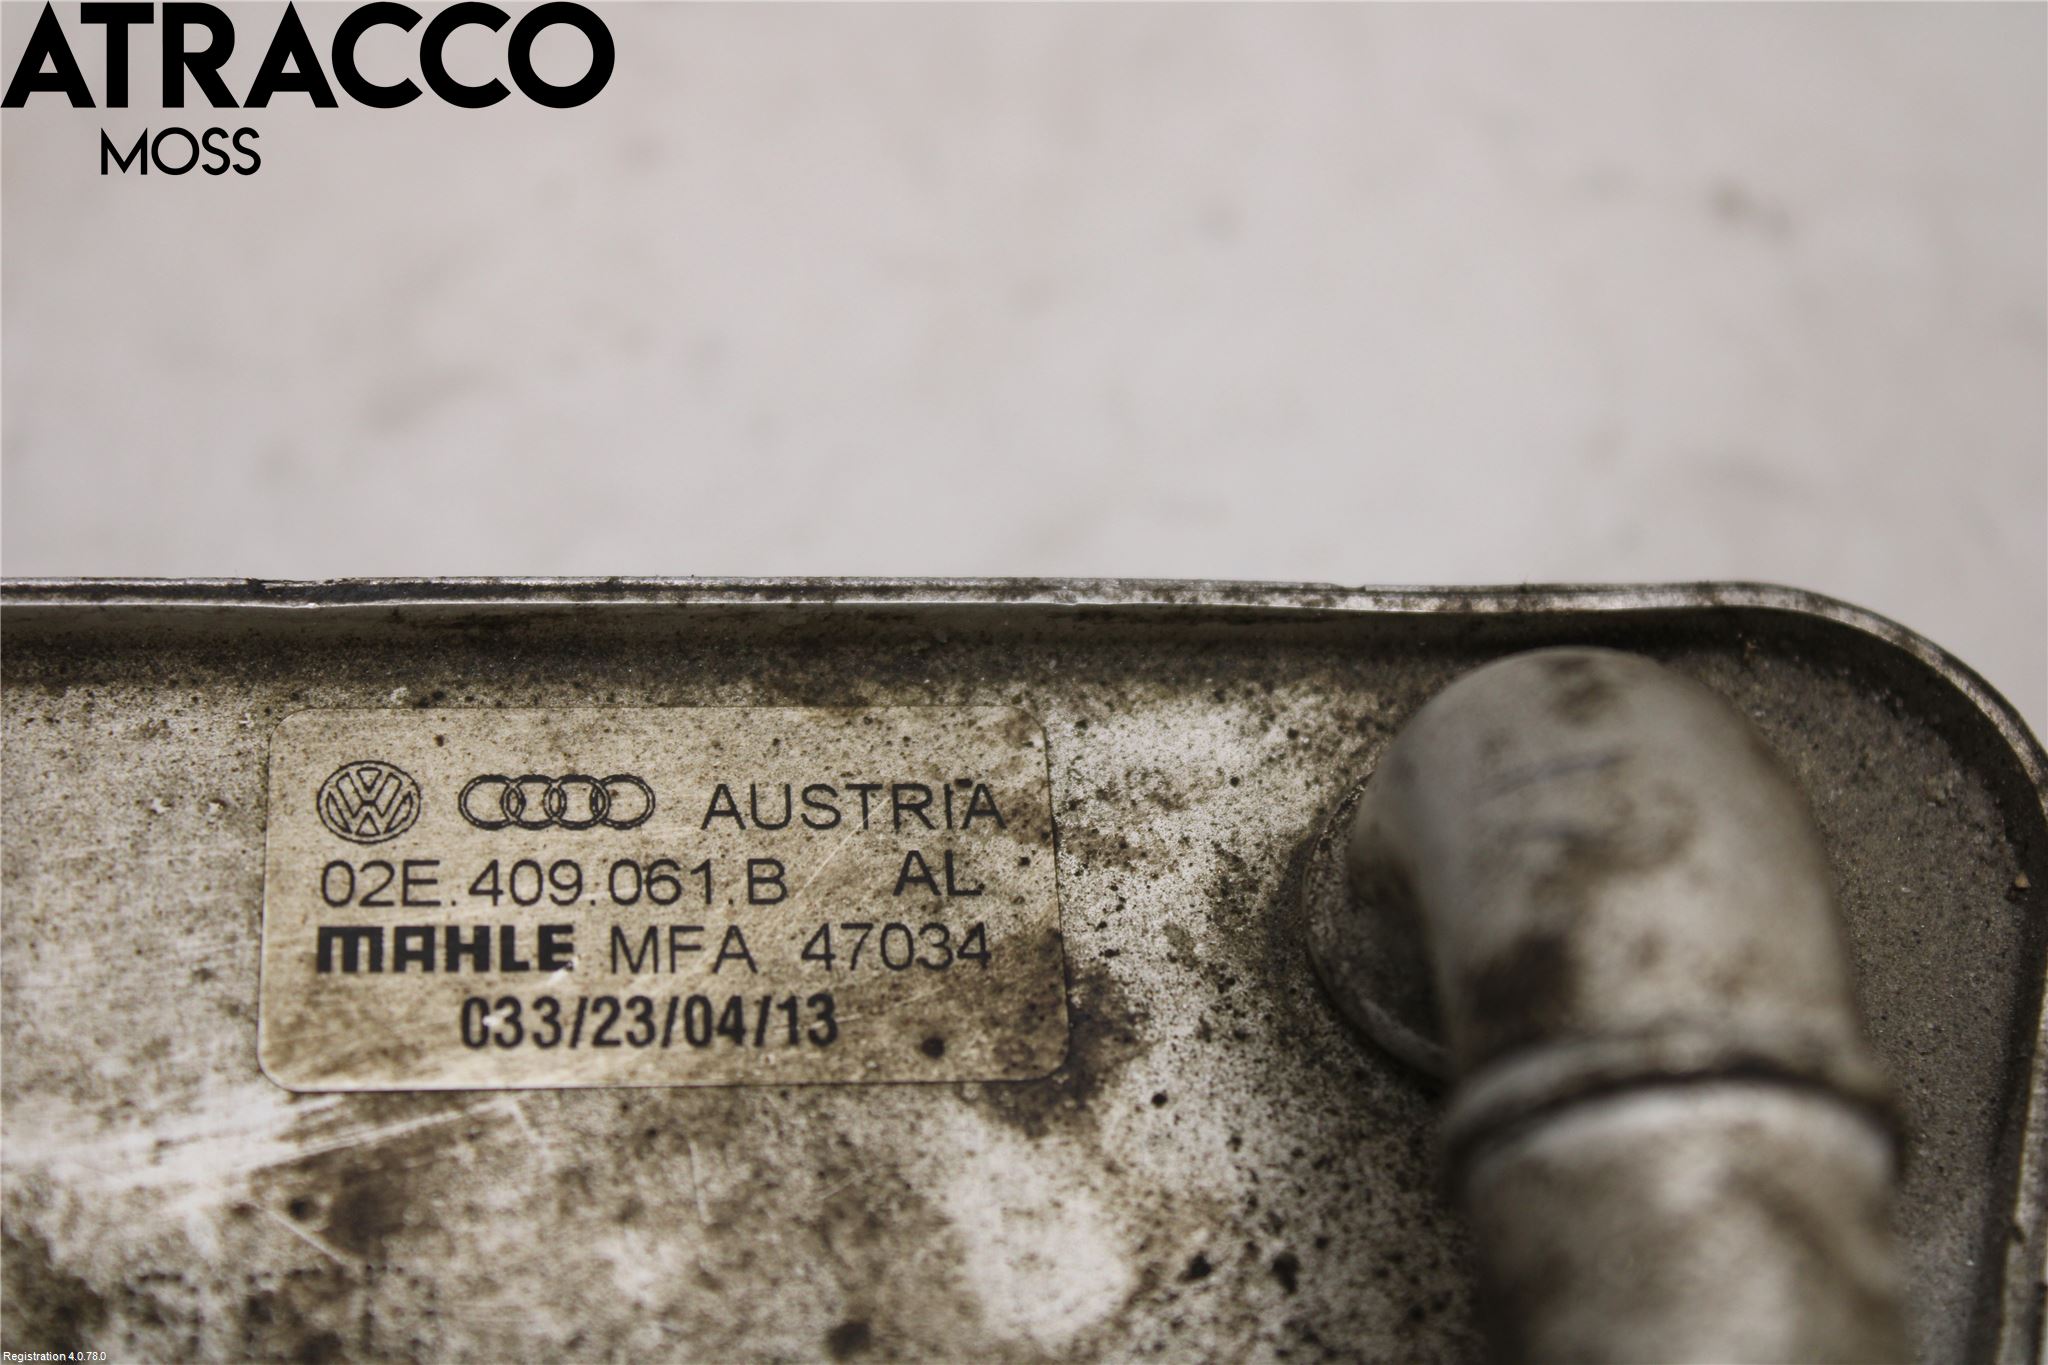 ATRACCO
MOSS
AUSTRIA
02E.409.061.B AL
MAHLE MFA 47034
033/23/04/13
Registration 4.0.78.0